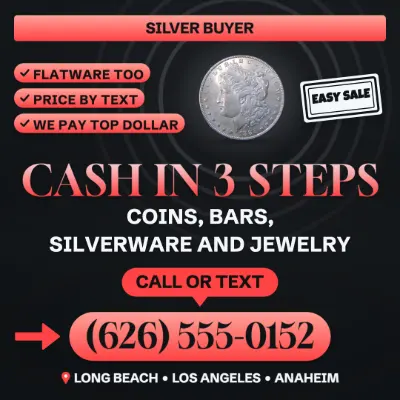 SILVER BUYER
✓ FLATWARE TOO
✓ PRICE BY TEXT
✓ WE PAY TOP DOLLAR
EASY SALE
CASH IN 3 STEPS
COINS, BARS,
SILVERWARE AND JEWELRY
CALL OR TEXT
(626) 555-0152
LONG BEACH • LOS ANGELES • ANAHEIM